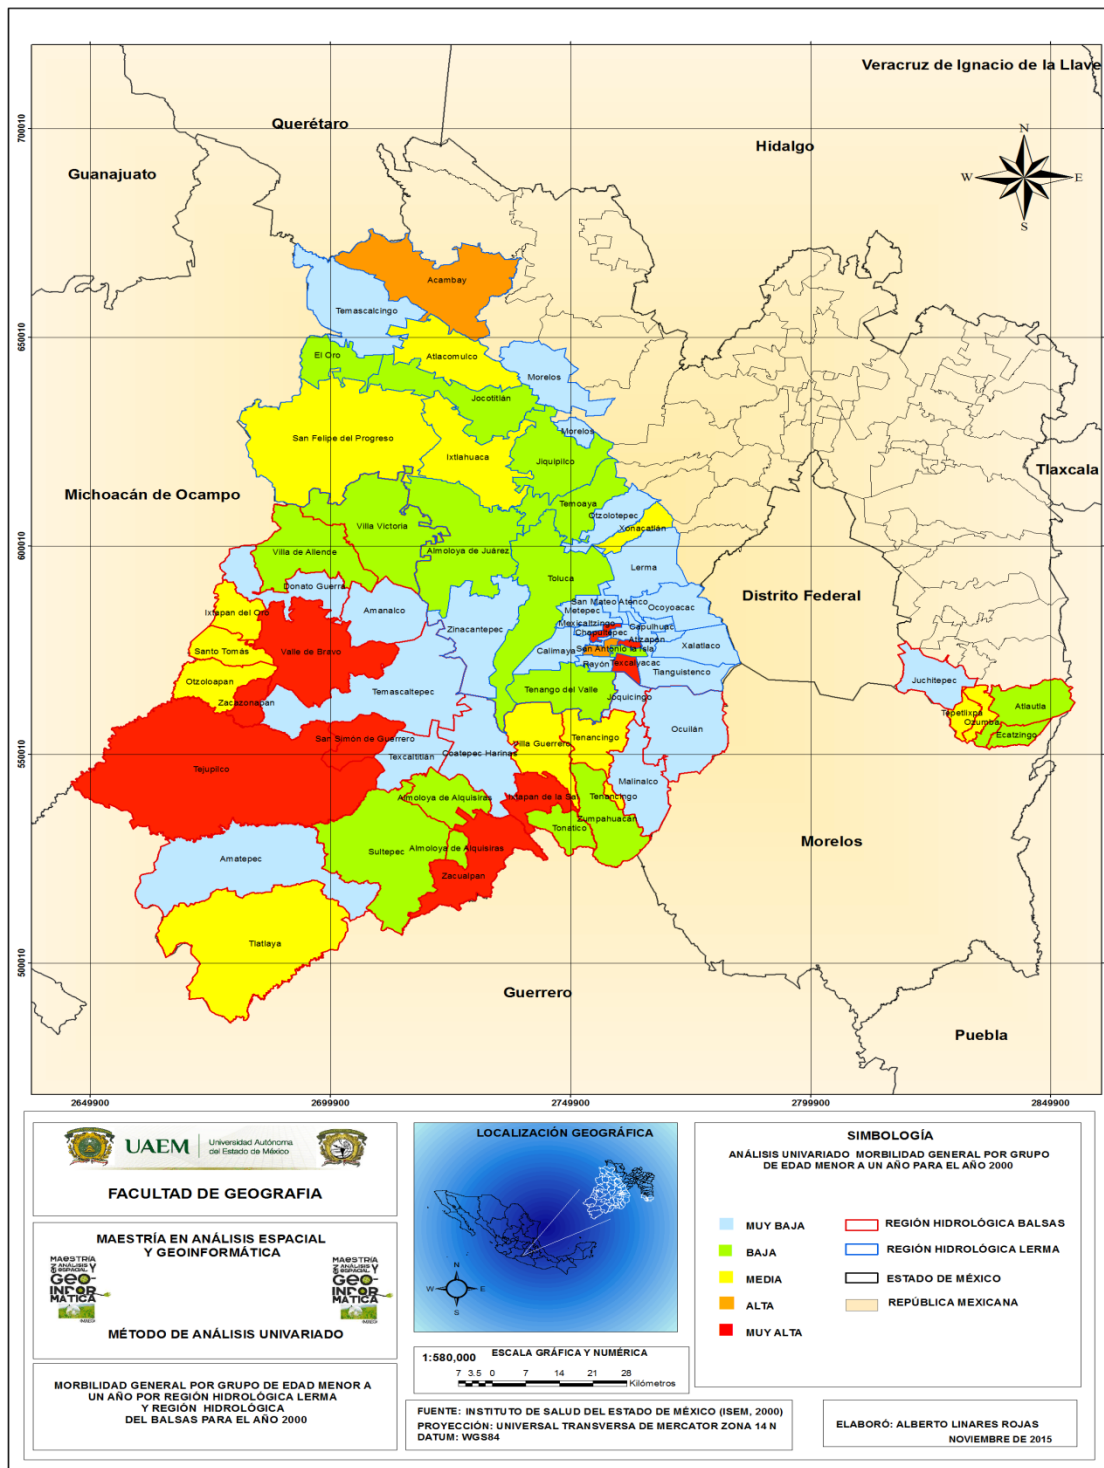 Veracruz de Ignacio de la Llave
Querétaro
Hidalgo
Guanajuato
N
W
E
S
700010
Acambay
Temascalcingo
650010
El Oro
Atlacomulco
Morelos
Jocotitlán
San Felipe del Progreso
Ixtlahuaca
Morelos
Jiquipilco
Tlaxcala
Michoacán de Ocampo
Temoaya
Otzolotepec
Villa Victoria
Xonacatlán
600010
Villa de Allende
Almoloya de Juárez
Lerma
Toluca
Donato Guerra
Distrito Federal
San Mateo Atenco
Ixtapan del Oro
Amanalco
Metepec
Ocoyoacac
Zinacantepec
Mexicaltzingo
Capulhuac
Chapultepec
Atizapán
Santo Tomás
Valle de Bravo
Calimaya
San Antonio la Isla
Xalatlaco
Rayón
Texcalyacac
Tianguistenco
Otzoloapan
Juchitepec
Temascaltepec
Tenango del Valle
Joquicingo
Zacazonapan
Tepetlixpa
Atlautla
Ozumba
Ecatzingo
San Simón de Guerrero
Villa Guerrero
Tenancingo
Ocuilán
550010
Texcaltitlán
Coatepec Harinas
Tejupilco
Malinalco
Almoloya de Alquisiras
Ixtapan de la Sal
Tenancingo
Zumpahuacán
Tonatico
Morelos
Amatepec
Sultepec
Almoloya de Alquisiras
Zacualpan
Tlatlaya
500010
Guerrero
Puebla
2649900
2699900
2749900
2799900
2849900
UAEM
Universidad Autónoma
del Estado de México
FACULTAD DE GEOGRAFIA
MAESTRÍA EN ANÁLISIS ESPACIAL
Y GEOINFORMÁTICA
MÉTODO DE ANÁLISIS UNIVARIADO
MORBILIDAD GENERAL POR GRUPO DE EDAD MENOR A
UN AÑO POR REGIÓN HIDROLÓGICA LERMA
Y REGIÓN HIDROLÓGICA
DEL BALSAS PARA EL AÑO 2000
LOCALIZACIÓN GEOGRÁFICA
N
W
E
S
ESCALA GRÁFICA Y NUMÉRICA
1:580,000
7 3.5 0 7 14 21 28
Kilómetros
FUENTE: INSTITUTO DE SALUD DEL ESTADO DE MÉXICO (ISEM, 2000)
PROYECCIÓN: UNIVERSAL TRANSVERSA DE MERCATOR ZONA 14 N
DATUM: WGS84
SIMBOLOGÍA
ANÁLISIS UNIVARIADO MORBILIDAD GENERAL POR GRUPO
DE EDAD MENOR A UN AÑO PARA EL AÑO 2000
MUY BAJA
BAJA
MEDIA
ALTA
MUY ALTA
REGIÓN HIDROLÓGICA BALSAS
REGIÓN HIDROLÓGICA LERMA
ESTADO DE MÉXICO
REPÚBLICA MEXICANA
ELABORÓ: ALBERTO LINARES ROJAS
NOVIEMBRE DE 2015